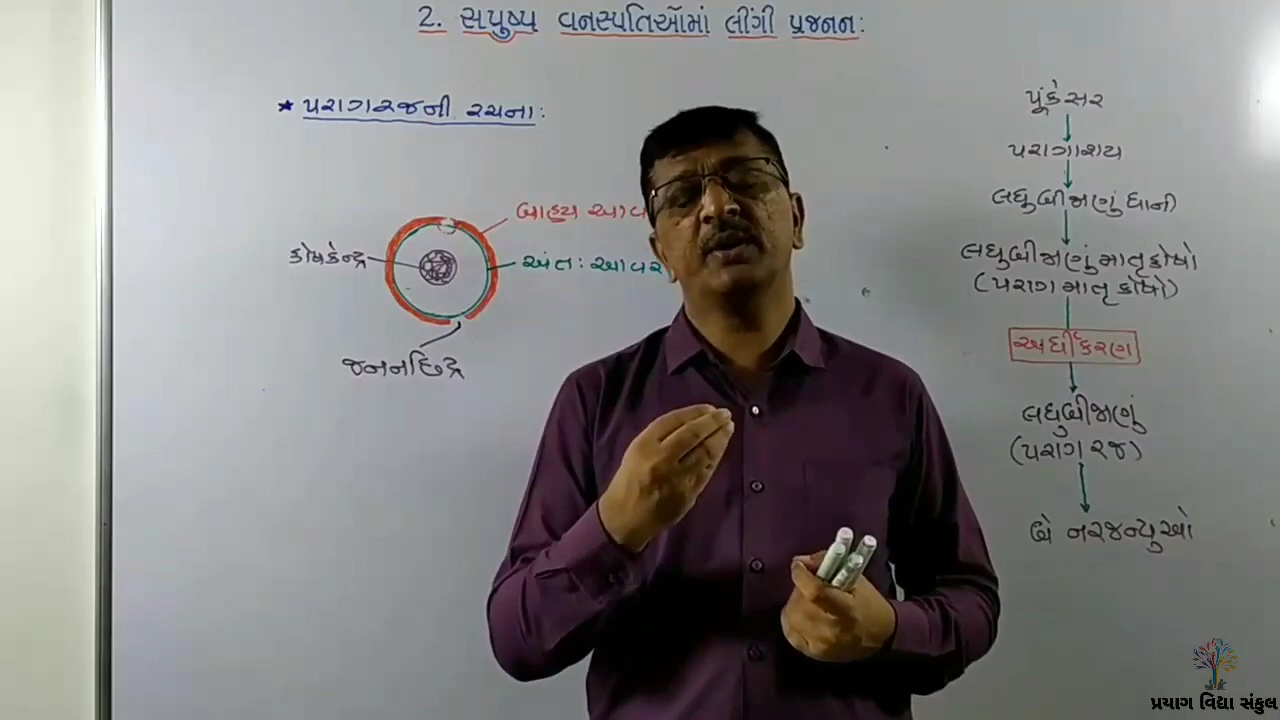 2. સપુષ્પ વનસ્પતિઓમાં લીંગી પ્રજનન:
* પરાગરજની રચના:
બાહ્ય આવ
કોષકેન્દ્ર
અંત: આવર
જનનછિદ્ર
પૂંકેસર
પરાગાશય
લઘુબીજાણુંધાની
લઘુબીજાણુંમાતૃકોષો
(પરાગ માતૃકોષો)
અર્ધીકરણ
લઘુબીજાણું
(પરાગરજ)
બે નરજન્યુઓ
પ્રયાગ વિદ્યા સંકુલ